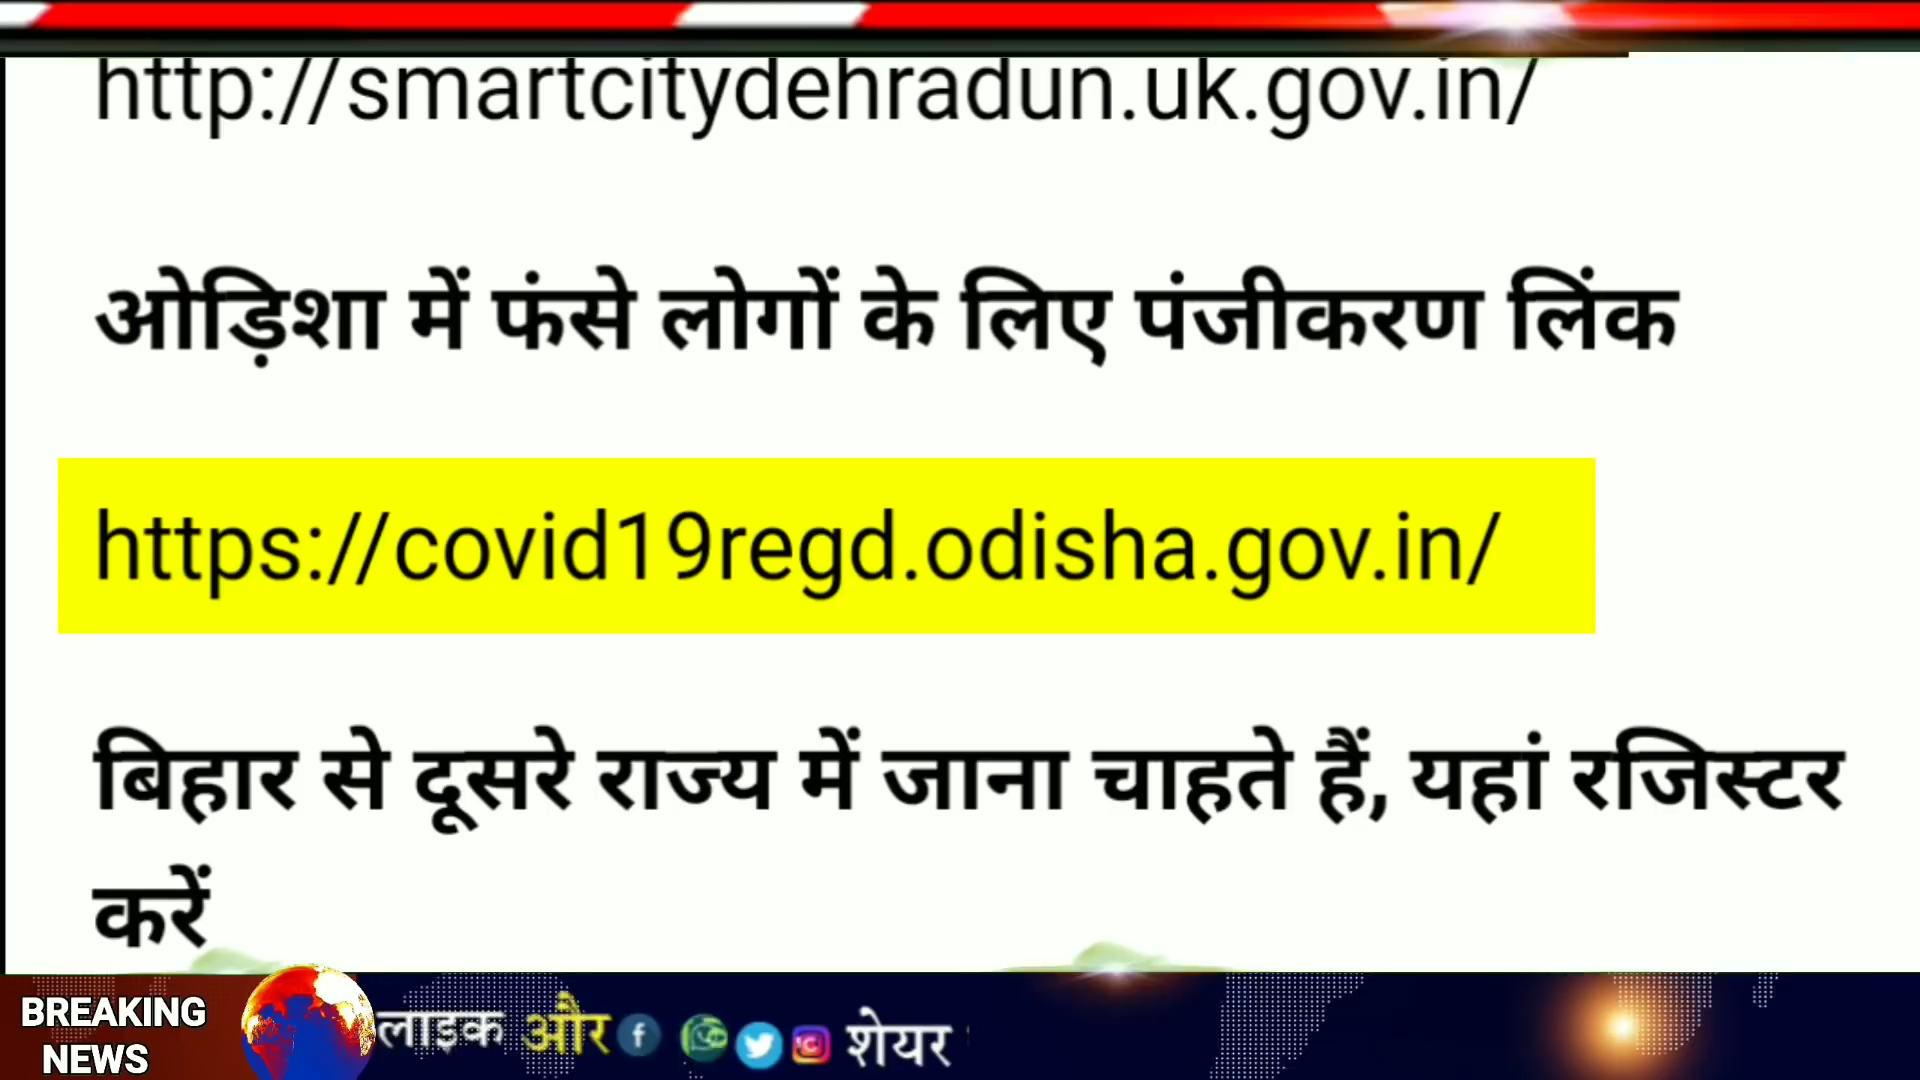 http://smartcitydehradun.uk.gov.in/
ओड़िशा में फंसे लोगों के लिए पंजीकरण लिंक
https://covid19regd.odisha.gov.in/
बिहार से दूसरे राज्य में जाना चाहते हैं, यहां रजिस्टर
करें
BREAKING
NEWS
लाइक और शेयर